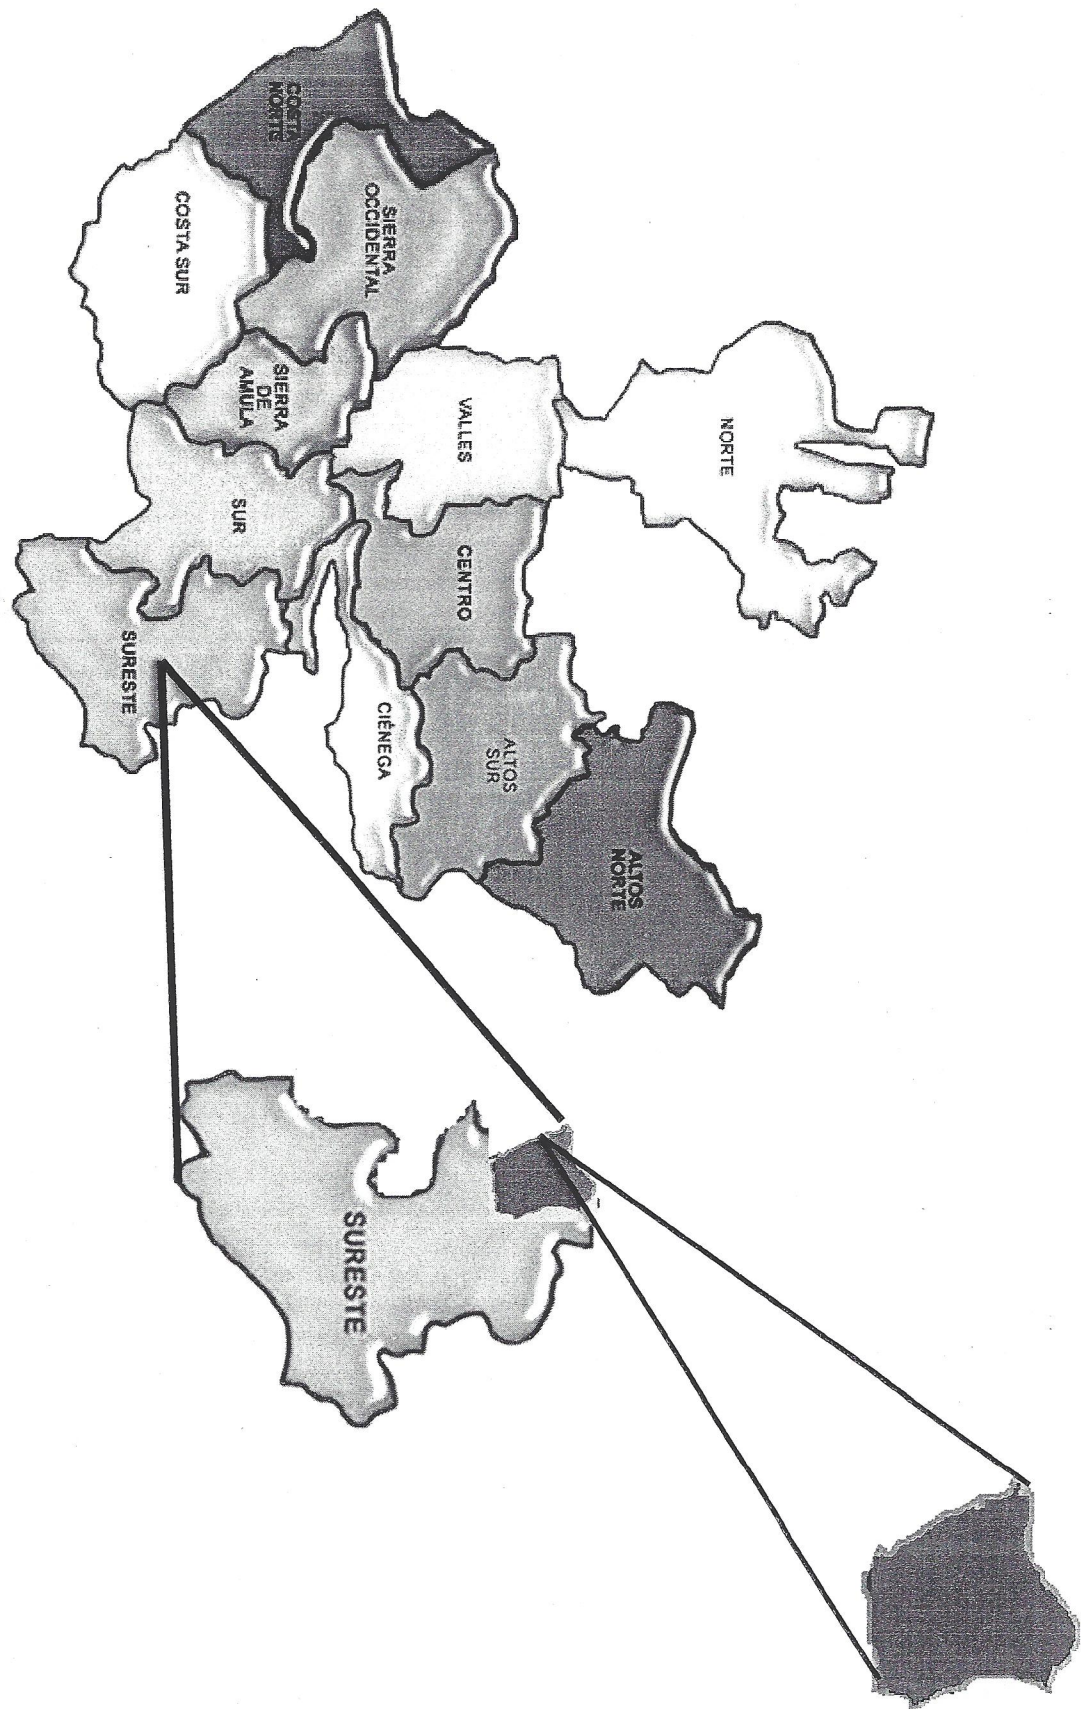 NORTE
COSTA
NORTE
SIERRA
OCCIDENTAL
COSTA SUR
VALLES
SIERRA
DE
AMULA
SUR
CENTRO
ALTOS
NORTE
ALTOS
SUR
CIÉNEGA
SURESTE
SURESTE